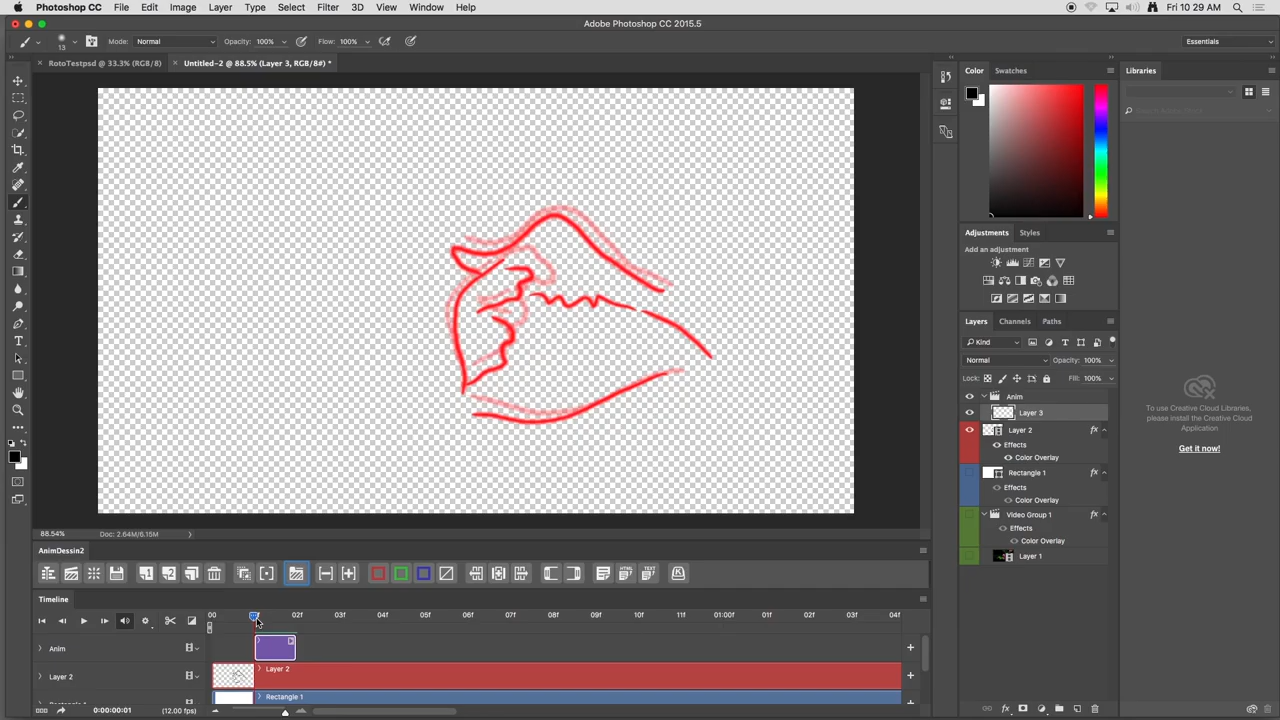 Photoshop CC File Edit Image Layer Type Select Filter 3D View Window Help Fri 10:29 AM
Adobe Photoshop CC 2015.5
13 Mode: Normal Opacity: 100% Flow: 100% Essentials
RotoTestpsd @ 33.3% (RGB/8) Untitled-2 @ 88.5% (Layer 3, RGB/8#) *
Color Swatches Libraries
Adjustments Styles
Add an adjustment
Layers Channels Paths
Kind
Normal Opacity: 100%
Lock: Fill: 100%
Anim
Layer 3
Layer 2 fx
Effects
Color Overlay
Rectangle 1 fx
Effects
Color Overlay
Video Group 1 fx
Effects
Color Overlay
Layer 1
To use Creative Cloud Libraries,
please install the Creative Cloud
Application
Get it now!
88.54% Doc: 2.64M/6.15M
AnimDessin2
Timeline
00 02f 03f 04f 05f 06f 07f 08f 09f 10f 11f 01:00f 02f 03f 04f
Anim
Layer 2 Layer 2
Rectangle 1
0:00:00:01 (12.00 fps)